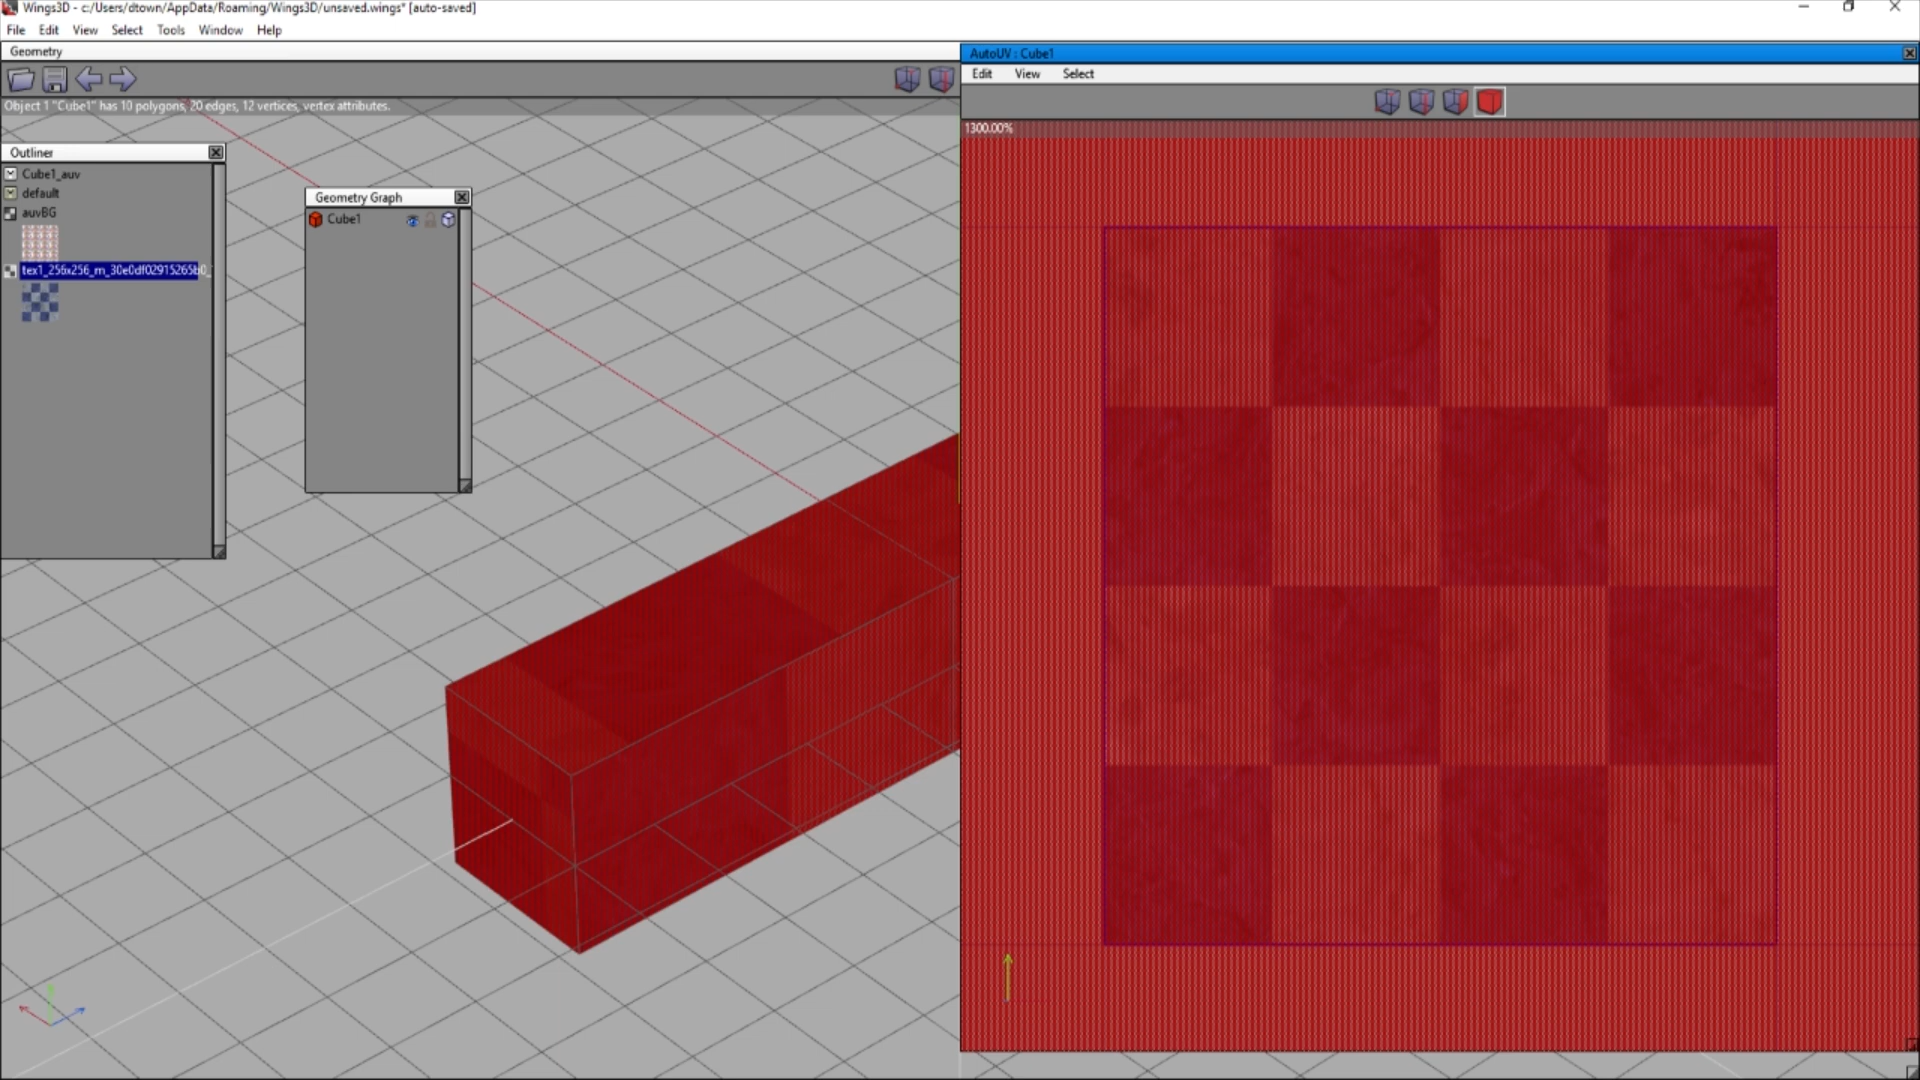 Wings3D - c:/Users/dtown/AppData/Roaming/Wings3D/unsaved.wings* [auto-saved]
File Edit View Select Tools Window Help
Geometry
AutoUV : Cube1
Edit View Select
Object 1 "Cube1" has 10 polygons, 20 edges, 12 vertices, vertex attributes.
1300.00%
Outliner
Cube1_auv
default
auvBG
tex1_256x256_m_30e0df02915265b0_
Geometry Graph
Cube1